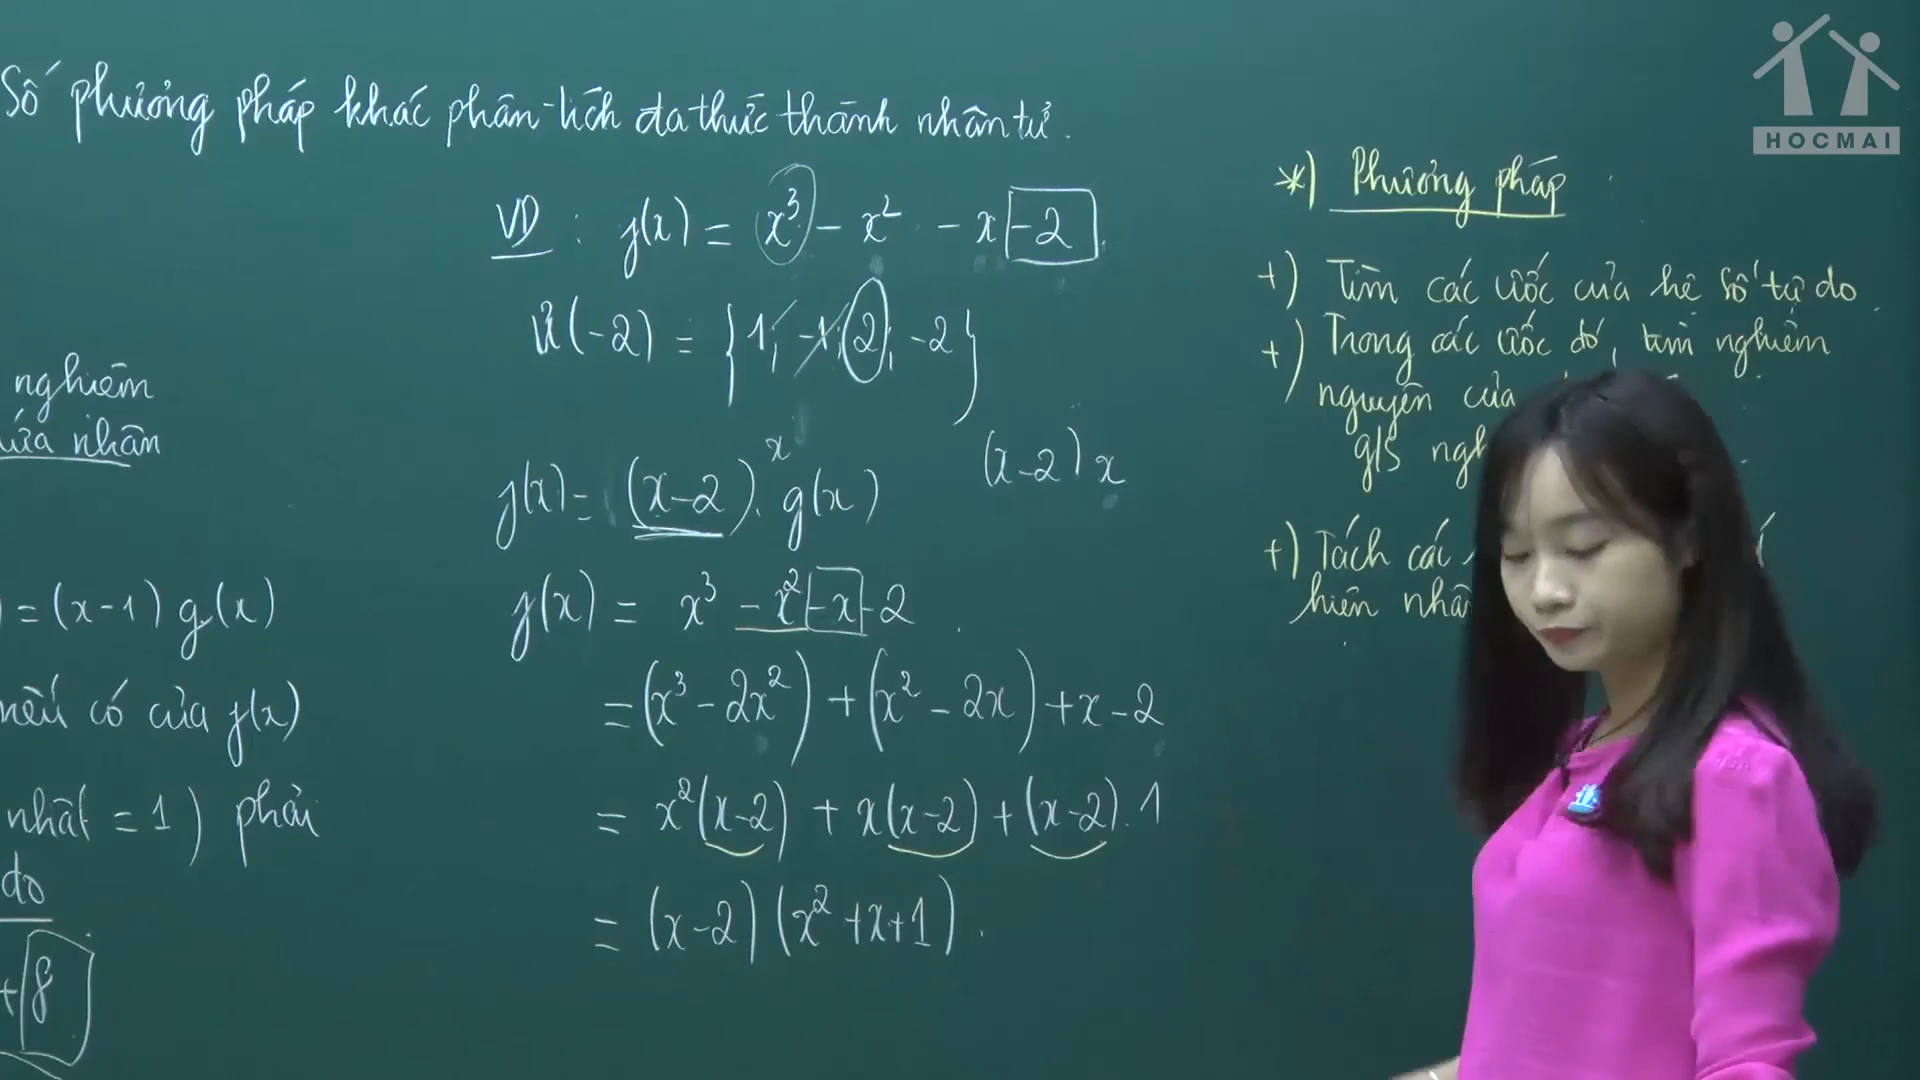 Số phương pháp khác phân tích đa thức thành nhân tử.
nghiệm
nhân
= (x-1) g(x)
nếu có của f(x)
nhất = 1) phải
do
+ 8
VD : f(x) = x³ - x² - x - 2
Ư(-2) = {1; -1; 2; -2}
x
f(x) = (x-2). g(x)
(x-2) x
f(x) = x³ - x² - x - 2
= (x³ - 2x²) + (x² - 2x) + x - 2
= x²(x-2) + x(x-2) + (x-2). 1
= (x-2) (x² + x + 1).
*) Phương pháp
+) Tìm các ước của hệ số tự do.
+) Trong các ước đó, tìm nghiệm
nguyên của
g/s
+) Tách các
hiện
HOCMAI